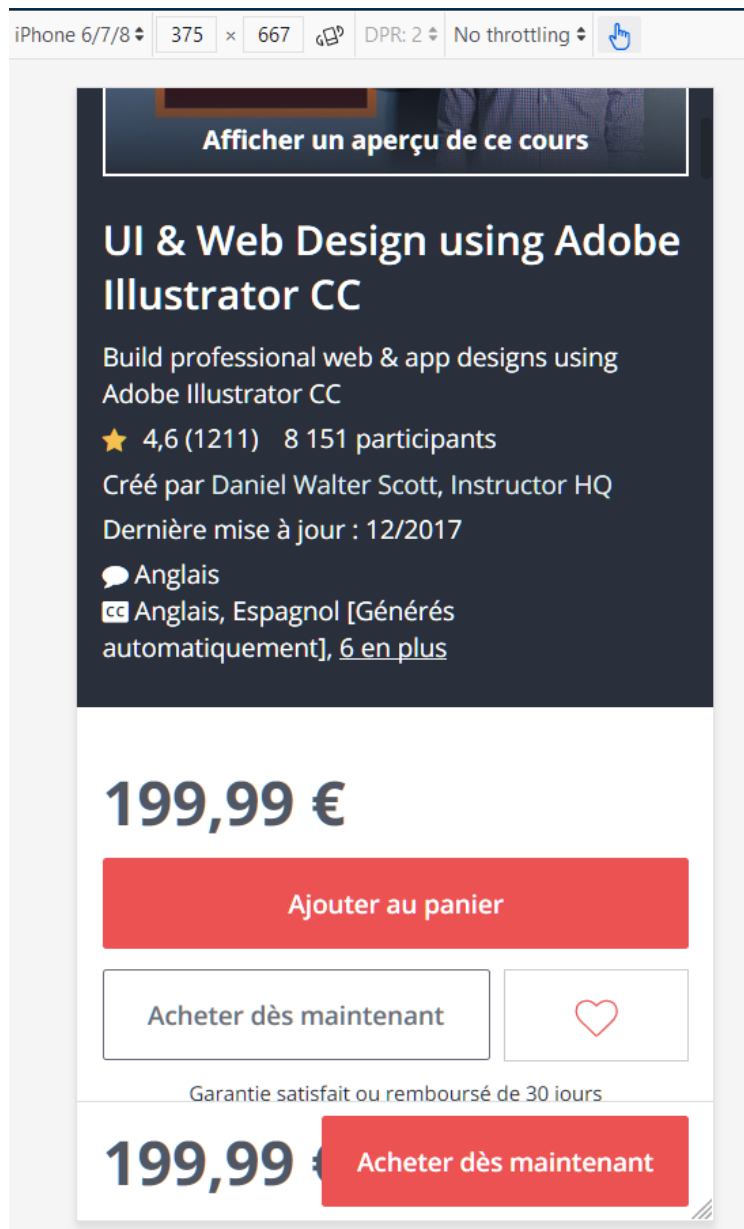 iPhone 6/7/8 375 × 667 DPR: 2 No throttling
Afficher un aperçu de ce cours
UI & Web Design using Adobe
Illustrator CC
Build professional web & app designs using
Adobe Illustrator CC
4,6 (1211) 8 151 participants
Créé par Daniel Walter Scott, Instructor HQ
Dernière mise à jour : 12/2017
Anglais
CC Anglais, Espagnol [Générés
automatiquement], 6 en plus
199,99 €
Ajouter au panier
Acheter dès maintenant
Garantie satisfait ou remboursé de 30 jours
199,99 € Acheter dès maintenant